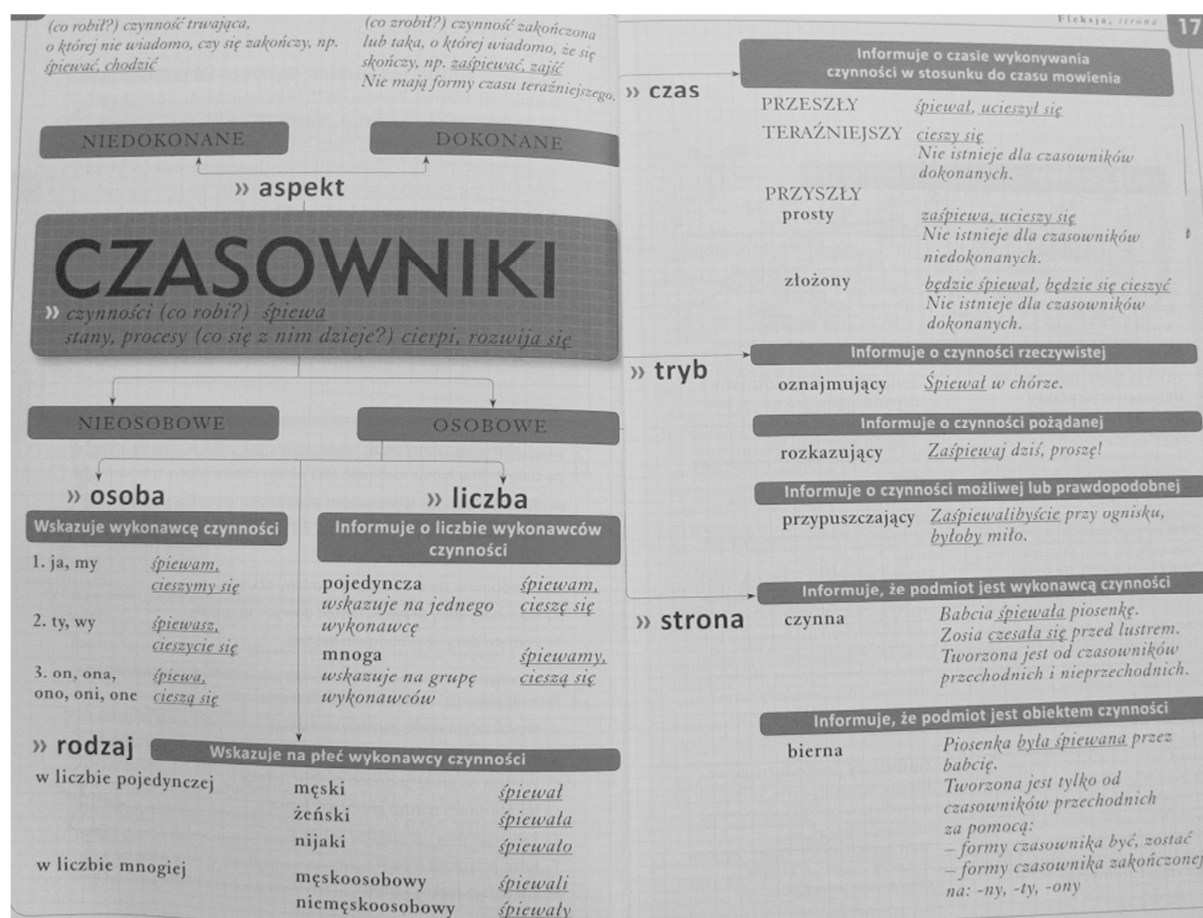 (co robił?) czynność trwająca,
o której nie wiadomo, czy się zakończy, np.
śpiewać, chodzić
(co zrobił?) czynność zakończona
lub taka, o której wiadomo, że się
skończy, np. zaśpiewać, zajść
Nie mają formy czasu teraźniejszego.
NIEDOKONANE
DOKONANE
» aspekt
CZASOWNIKI
» czynności (co robi?) śpiewa
stany, procesy (co się z nim dzieje?) cierpi, rozwija się
NIEOSOBOWE
OSOBOWE
» osoba
Wskazuje wykonawcę czynności
1. ja, my śpiewam,
cieszymy się
2. ty, wy śpiewasz,
cieszycie się
3. on, ona, śpiewa,
ono, oni, one cieszą się
» liczba
Informuje o liczbie wykonawców
czynności
pojedyncza śpiewam,
wskazuje na jednego cieszę się
wykonawcę
mnoga śpiewamy,
wskazuje na grupę cieszą się
wykonawców
» rodzaj Wskazuje na płeć wykonawcy czynności
w liczbie pojedynczej męski śpiewał
żeński śpiewała
nijaki śpiewało
w liczbie mnogiej męskoosobowy śpiewali
niemęskoosobowy śpiewały
Fleksja, strona 17
» czas
Informuje o czasie wykonywania
czynności w stosunku do czasu mowienia
PRZESZŁY śpiewał, ucieszył się
TERAŹNIEJSZY cieszy się
Nie istnieje dla czasowników
dokonanych.
PRZYSZŁY
prosty zaśpiewa, ucieszy się
Nie istnieje dla czasowników
niedokonanych.
złożony będzie śpiewał, będzie się cieszyć
Nie istnieje dla czasowników
dokonanych.
» tryb
Informuje o czynności rzeczywistej
oznajmujący Śpiewał w chórze.
Informuje o czynności pożądanej
rozkazujący Zaśpiewaj dziś, proszę!
Informuje o czynności możliwej lub prawdopodobnej
przypuszczający Zaśpiewalibyście przy ognisku,
byłoby miło.
» strona
Informuje, że podmiot jest wykonawcą czynności
czynna Babcia śpiewała piosenkę.
Zosia czesała się przed lustrem.
Tworzona jest od czasowników
przechodnich i nieprzechodnich.
Informuje, że podmiot jest obiektem czynności
bierna Piosenka była śpiewana przez
babcię.
Tworzona jest tylko od
czasowników przechodnich
za pomocą:
– formy czasownika być, zostać
– formy czasownika zakończonej
na: -ny, -ty, -ony